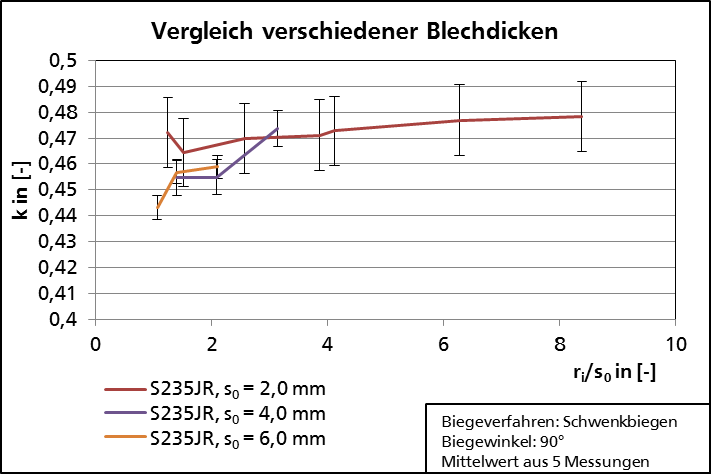 Vergleich verschiedener Blechdicken
0,5
0,49
0,48
0,47
0,46
0,45
0,44
0,43
0,42
0,41
0,4
k in [-]
0 2 4 6 8 10
rᵢ/s₀ in [-]
S235JR, s₀ = 2,0 mm
S235JR, s₀ = 4,0 mm
S235JR, s₀ = 6,0 mm
Biegeverfahren: Schwenkbiegen
Biegewinkel: 90°
Mittelwert aus 5 Messungen